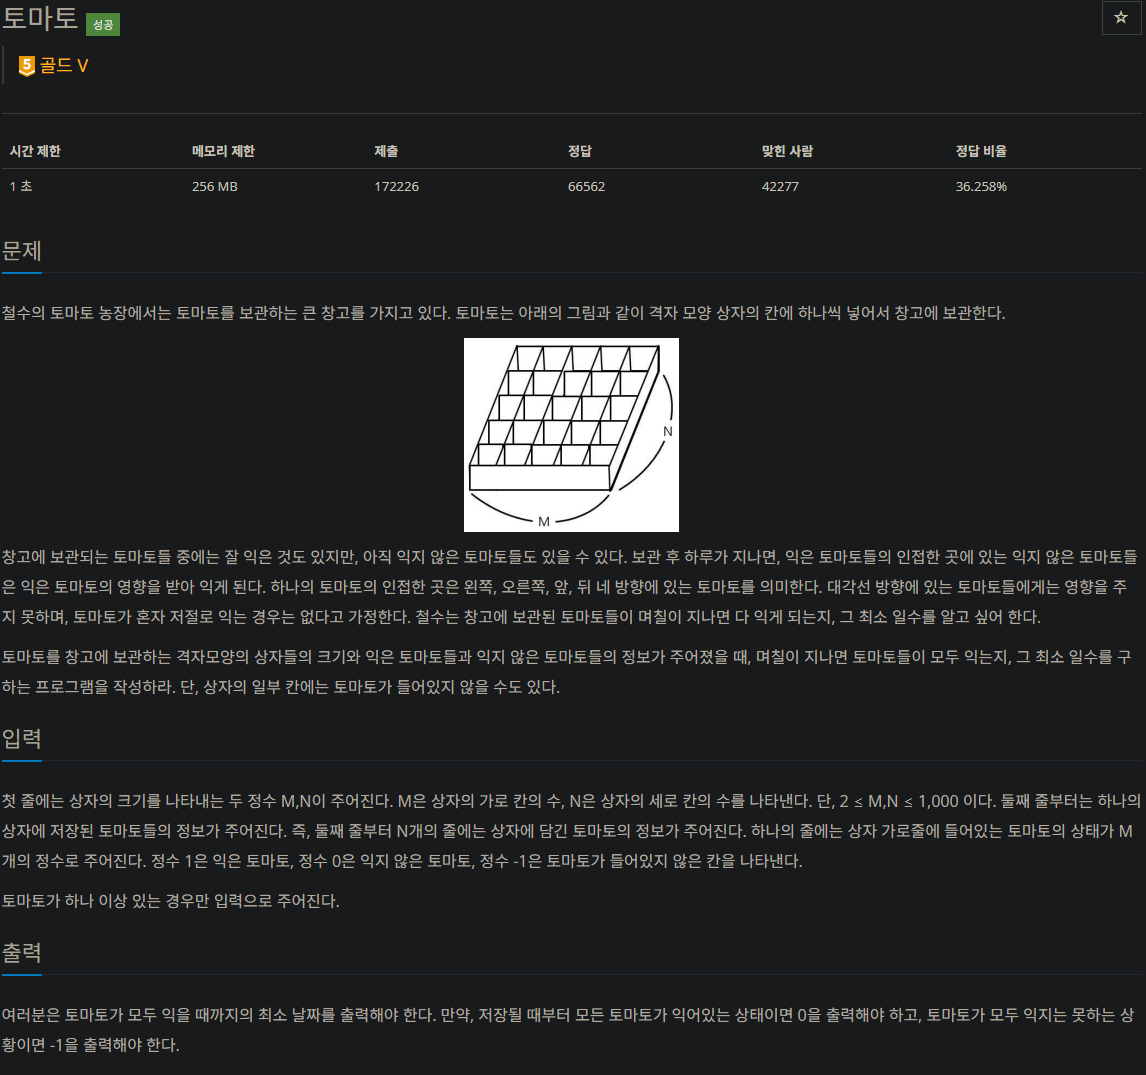 토마토 성공
☆
5 골드 V
시간 제한 메모리 제한 제출 정답 맞힌 사람 정답 비율
1 초 256 MB 172226 66562 42277 36.258%
문제
철수의 토마토 농장에서는 토마토를 보관하는 큰 창고를 가지고 있다. 토마토는 아래의 그림과 같이 격자 모양 상자의 칸에 하나씩 넣어서 창고에 보관한다.
N
M
창고에 보관되는 토마토들 중에는 잘 익은 것도 있지만, 아직 익지 않은 토마토들도 있을 수 있다. 보관 후 하루가 지나면, 익은 토마토들의 인접한 곳에 있는 익지 않은 토마토들
은 익은 토마토의 영향을 받아 익게 된다. 하나의 토마토의 인접한 곳은 왼쪽, 오른쪽, 앞, 뒤 네 방향에 있는 토마토를 의미한다. 대각선 방향에 있는 토마토들에게는 영향을 주
지 못하며, 토마토가 혼자 저절로 익는 경우는 없다고 가정한다. 철수는 창고에 보관된 토마토들이 며칠이 지나면 다 익게 되는지, 그 최소 일수를 알고 싶어 한다.
토마토를 창고에 보관하는 격자모양의 상자들의 크기와 익은 토마토들과 익지 않은 토마토들의 정보가 주어졌을 때, 며칠이 지나면 토마토들이 모두 익는지, 그 최소 일수를 구
하는 프로그램을 작성하라. 단, 상자의 일부 칸에는 토마토가 들어있지 않을 수도 있다.
입력
첫 줄에는 상자의 크기를 나타내는 두 정수 M,N이 주어진다. M은 상자의 가로 칸의 수, N은 상자의 세로 칸의 수를 나타낸다. 단, 2 ≤ M,N ≤ 1,000 이다. 둘째 줄부터는 하나의
상자에 저장된 토마토들의 정보가 주어진다. 즉, 둘째 줄부터 N개의 줄에는 상자에 담긴 토마토의 정보가 주어진다. 하나의 줄에는 상자 가로줄에 들어있는 토마토의 상태가 M
개의 정수로 주어진다. 정수 1은 익은 토마토, 정수 0은 익지 않은 토마토, 정수 -1은 토마토가 들어있지 않은 칸을 나타낸다.
토마토가 하나 이상 있는 경우만 입력으로 주어진다.
출력
여러분은 토마토가 모두 익을 때까지의 최소 날짜를 출력해야 한다. 만약, 저장될 때부터 모든 토마토가 익어있는 상태이면 0을 출력해야 하고, 토마토가 모두 익지는 못하는 상
황이면 -1을 출력해야 한다.